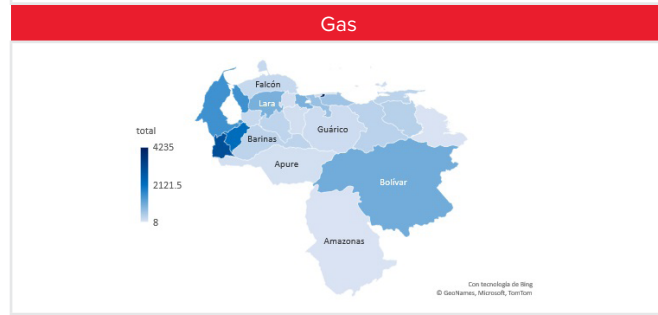 Gas
Falcón
Lara
total
4235
2121.5
8
Guárico
Barinas
Apure
Bolívar
Amazonas
Con tecnología de Bing
© GeoNames, Microsoft, TomTom